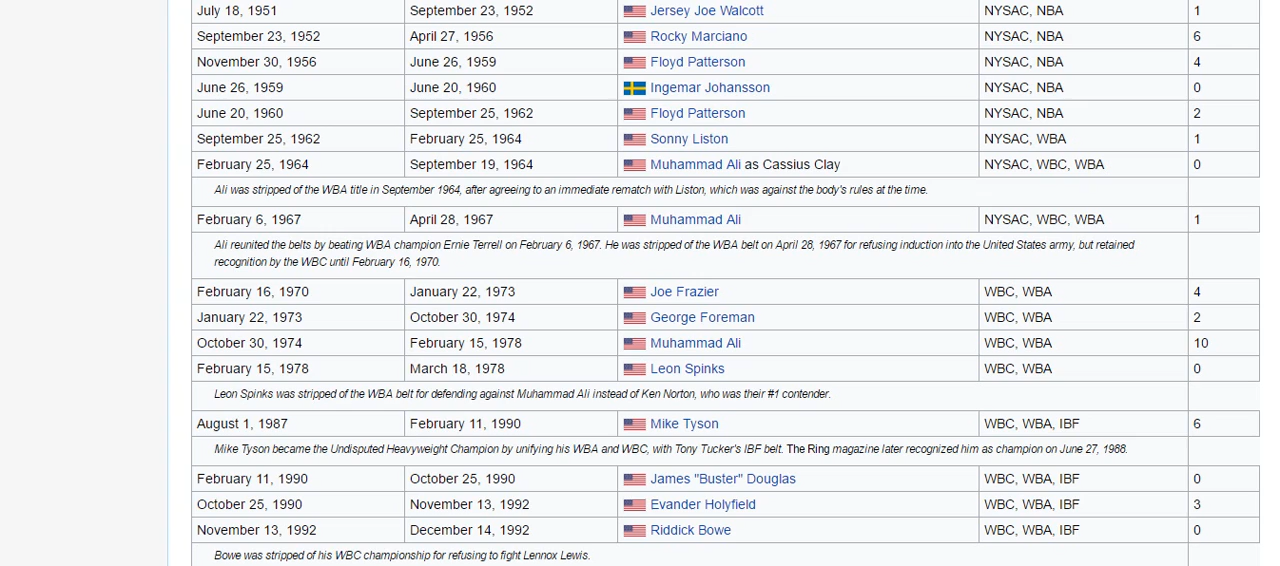 July 18, 1951 September 23, 1952 Jersey Joe Walcott NYSAC, NBA 1
September 23, 1952 April 27, 1956 Rocky Marciano NYSAC, NBA 6
November 30, 1956 June 26, 1959 Floyd Patterson NYSAC, NBA 4
June 26, 1959 June 20, 1960 Ingemar Johansson NYSAC, NBA 0
June 20, 1960 September 25, 1962 Floyd Patterson NYSAC, NBA 2
September 25, 1962 February 25, 1964 Sonny Liston NYSAC, WBA 1
February 25, 1964 September 19, 1964 Muhammad Ali as Cassius Clay NYSAC, WBC, WBA 0
Ali was stripped of the WBA title in September 1964, after agreeing to an immediate rematch with Liston, which was against the body's rules at the time.
February 6, 1967 April 28, 1967 Muhammad Ali NYSAC, WBC, WBA 1
Ali reunited the belts by beating WBA champion Ernie Terrell on February 6, 1967. He was stripped of the WBA belt on April 28, 1967 for refusing induction into the United States army, but retained
recognition by the WBC until February 16, 1970.
February 16, 1970 January 22, 1973 Joe Frazier WBC, WBA 4
January 22, 1973 October 30, 1974 George Foreman WBC, WBA 2
October 30, 1974 February 15, 1978 Muhammad Ali WBC, WBA 10
February 15, 1978 March 18, 1978 Leon Spinks WBC, WBA 0
Leon Spinks was stripped of the WBA belt for defending against Muhammad Ali instead of Ken Norton, who was their #1 contender.
August 1, 1987 February 11, 1990 Mike Tyson WBC, WBA, IBF 6
Mike Tyson became the Undisputed Heavyweight Champion by unifying his WBA and WBC, with Tony Tucker's IBF belt. The Ring magazine later recognized him as champion on June 27, 1988.
February 11, 1990 October 25, 1990 James "Buster" Douglas WBC, WBA, IBF 0
October 25, 1990 November 13, 1992 Evander Holyfield WBC, WBA, IBF 3
November 13, 1992 December 14, 1992 Riddick Bowe WBC, WBA, IBF 0
Bowe was stripped of his WBC championship for refusing to fight Lennox Lewis.